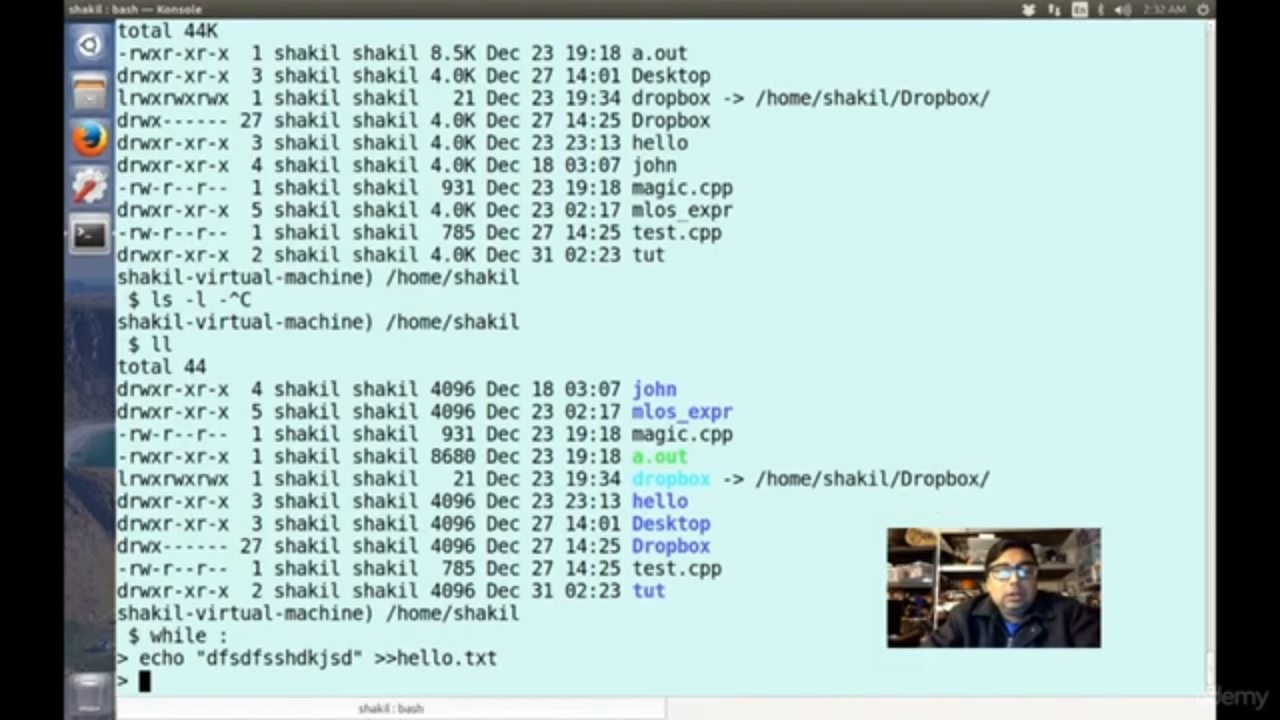 shakil : bash — Konsole
En 2:32 AM
total 44K
-rwxr-xr-x 1 shakil shakil 8.5K Dec 23 19:18 a.out
drwxr-xr-x 3 shakil shakil 4.0K Dec 27 14:01 Desktop
lrwxrwxrwx 1 shakil shakil 21 Dec 23 19:34 dropbox -> /home/shakil/Dropbox/
drwx------ 27 shakil shakil 4.0K Dec 27 14:25 Dropbox
drwxr-xr-x 3 shakil shakil 4.0K Dec 23 23:13 hello
drwxr-xr-x 4 shakil shakil 4.0K Dec 18 03:07 john
-rw-r--r-- 1 shakil shakil 931 Dec 23 19:18 magic.cpp
drwxr-xr-x 5 shakil shakil 4.0K Dec 23 02:17 mlos_expr
-rw-r--r-- 1 shakil shakil 785 Dec 27 14:25 test.cpp
drwxr-xr-x 2 shakil shakil 4.0K Dec 31 02:23 tut
shakil-virtual-machine) /home/shakil
$ ls -l -^C
shakil-virtual-machine) /home/shakil
$ ll
total 44
drwxr-xr-x 4 shakil shakil 4096 Dec 18 03:07 john
drwxr-xr-x 5 shakil shakil 4096 Dec 23 02:17 mlos_expr
-rw-r--r-- 1 shakil shakil 931 Dec 23 19:18 magic.cpp
-rwxr-xr-x 1 shakil shakil 8680 Dec 23 19:18 a.out
lrwxrwxrwx 1 shakil shakil 21 Dec 23 19:34 dropbox -> /home/shakil/Dropbox/
drwxr-xr-x 3 shakil shakil 4096 Dec 23 23:13 hello
drwxr-xr-x 3 shakil shakil 4096 Dec 27 14:01 Desktop
drwx------ 27 shakil shakil 4096 Dec 27 14:25 Dropbox
-rw-r--r-- 1 shakil shakil 785 Dec 27 14:25 test.cpp
drwxr-xr-x 2 shakil shakil 4096 Dec 31 02:23 tut
shakil-virtual-machine) /home/shakil
$ while :
> echo "dfsdfsshdkjsd" >>hello.txt
>
shakil : bash